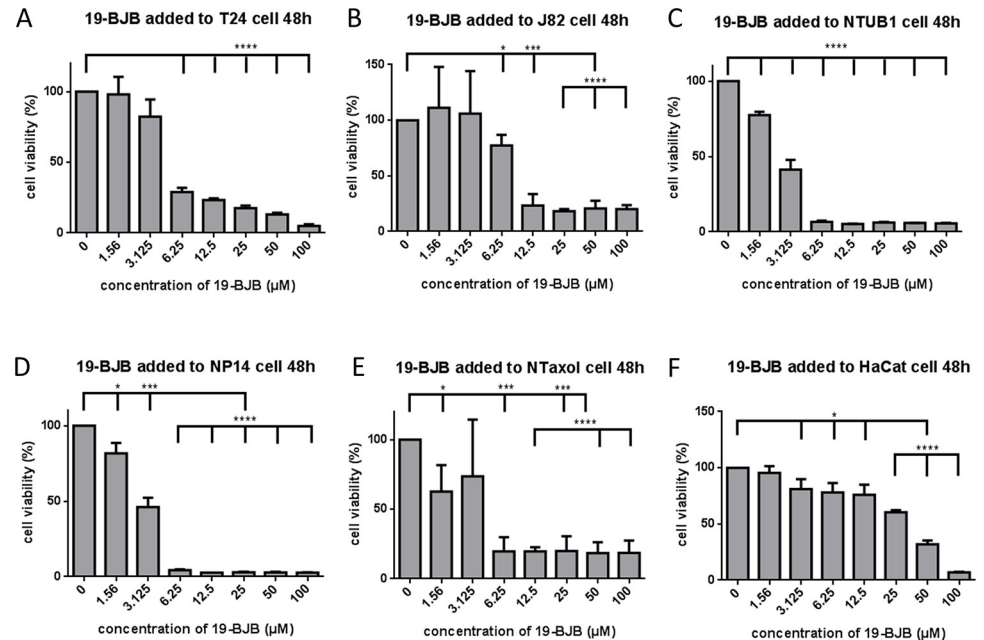 A
19-BJB added to T24 cell 48h
****
cell viability (%)
100
50
0
0 1.56 3.125 6.25 12.5 25 50 100
concentration of 19-BJB (µM)
B
19-BJB added to J82 cell 48h
* ***
****
cell viability (%)
150
100
50
0
0 1.56 3.125 6.25 12.5 25 50 100
concentration of 19-BJB (µM)
C
19-BJB added to NTUB1 cell 48h
****
cell viability (%)
100
50
0
0 1.56 3.125 6.25 12.5 25 50 100
concentration of 19-BJB (µM)
D
19-BJB added to NP14 cell 48h
* ***
****
cell viability (%)
100
50
0
0 1.56 3.125 6.25 12.5 25 50 100
concentration of 19-BJB (µM)
E
19-BJB added to NTaxol cell 48h
* *** ***
****
cell viability (%)
100
50
0
0 1.56 3.125 6.25 12.5 25 50 100
concentration of 19-BJB (µM)
F
19-BJB added to HaCat cell 48h
*
****
cell viability (%)
150
100
50
0
0 1.56 3.125 6.25 12.5 25 50 100
concentration of 19-BJB (µM)